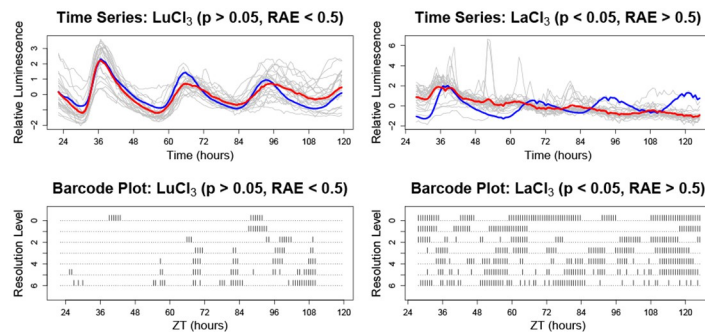 Time Series: LuCl3 (p > 0.05, RAE < 0.5)
Relative Luminescence
3
2
1
0
−2
24 36 48 60 72 84 96 108 120
Time (hours)
Time Series: LaCl3 (p < 0.05, RAE > 0.5)
Relative Luminescence
6
4
2
0
−2
24 36 48 60 72 84 96 108 120
Time (hours)
Barcode Plot: LuCl3 (p > 0.05, RAE < 0.5)
Resolution Level
0
2
4
6
24 36 48 60 72 84 96 108 120
ZT (hours)
Barcode Plot: LaCl3 (p < 0.05, RAE > 0.5)
Resolution Level
0
2
4
6
24 36 48 60 72 84 96 108 120
ZT (hours)